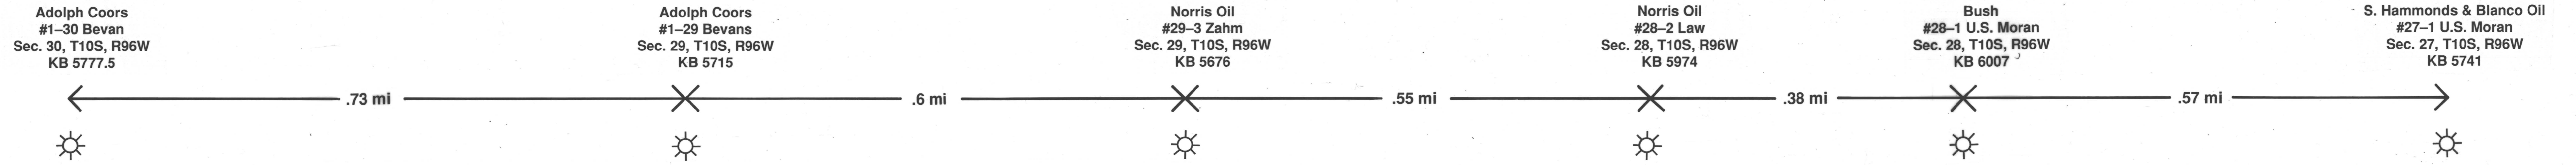 Adolph Coors
#1–30 Bevan
Sec. 30, T10S, R96W
KB 5777.5
Adolph Coors
#1–29 Bevans
Sec. 29, T10S, R96W
KB 5715
Norris Oil
#29–3 Zahm
Sec. 29, T10S, R96W
KB 5676
Norris Oil
#28–2 Law
Sec. 28, T10S, R96W
KB 5974
Bush
#28–1 U.S. Moran
Sec. 28, T10S, R96W
KB 6007
S. Hammonds & Blanco Oil
#27–1 U.S. Moran
Sec. 27, T10S, R96W
KB 5741
.73 mi
.6 mi
.55 mi
.38 mi
.57 mi